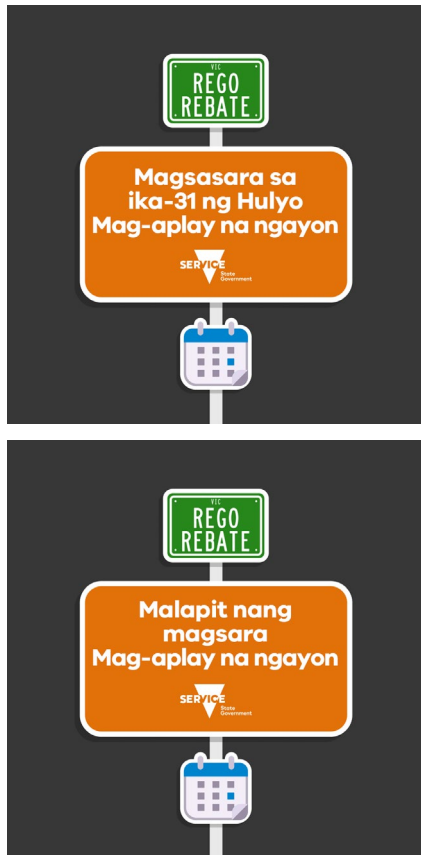 VIC
REGO
REBATE
Magsasara sa
ika-31 ng Hulyo
Mag-aplay na ngayon
SERVICE
State
Government
VIC
REGO
REBATE
Malapit nang
magsara
Mag-aplay na ngayon
SERVICE
State
Government